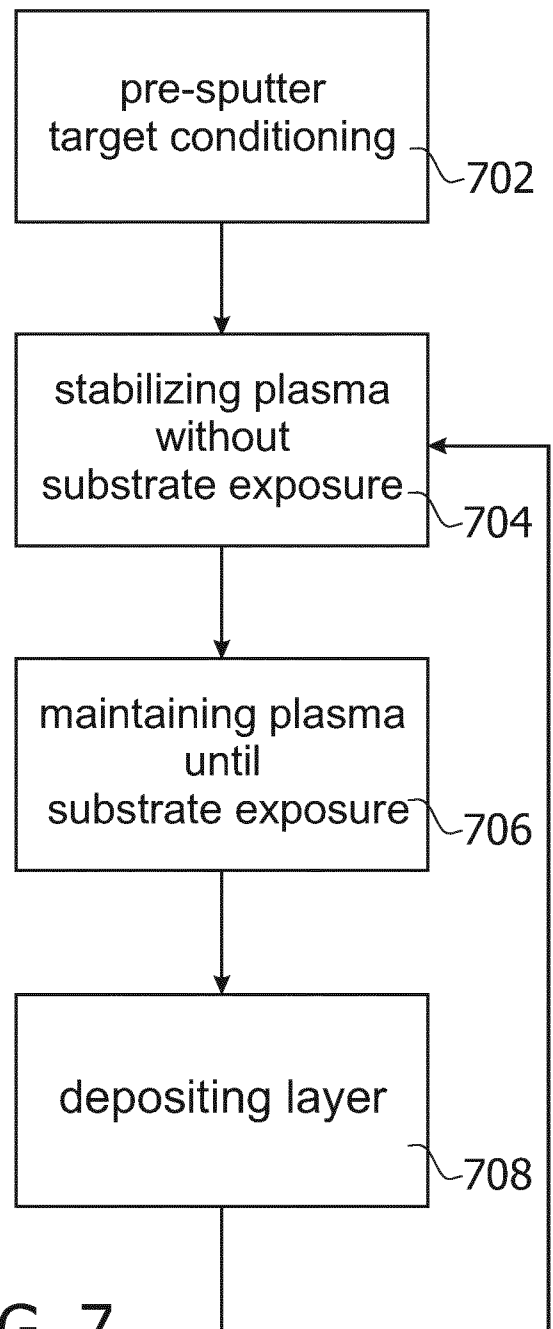 pre-sputter
target conditioning
702
stabilizing plasma
without
substrate exposure
704
maintaining plasma
until
substrate exposure
706
depositing layer
708
G. 7